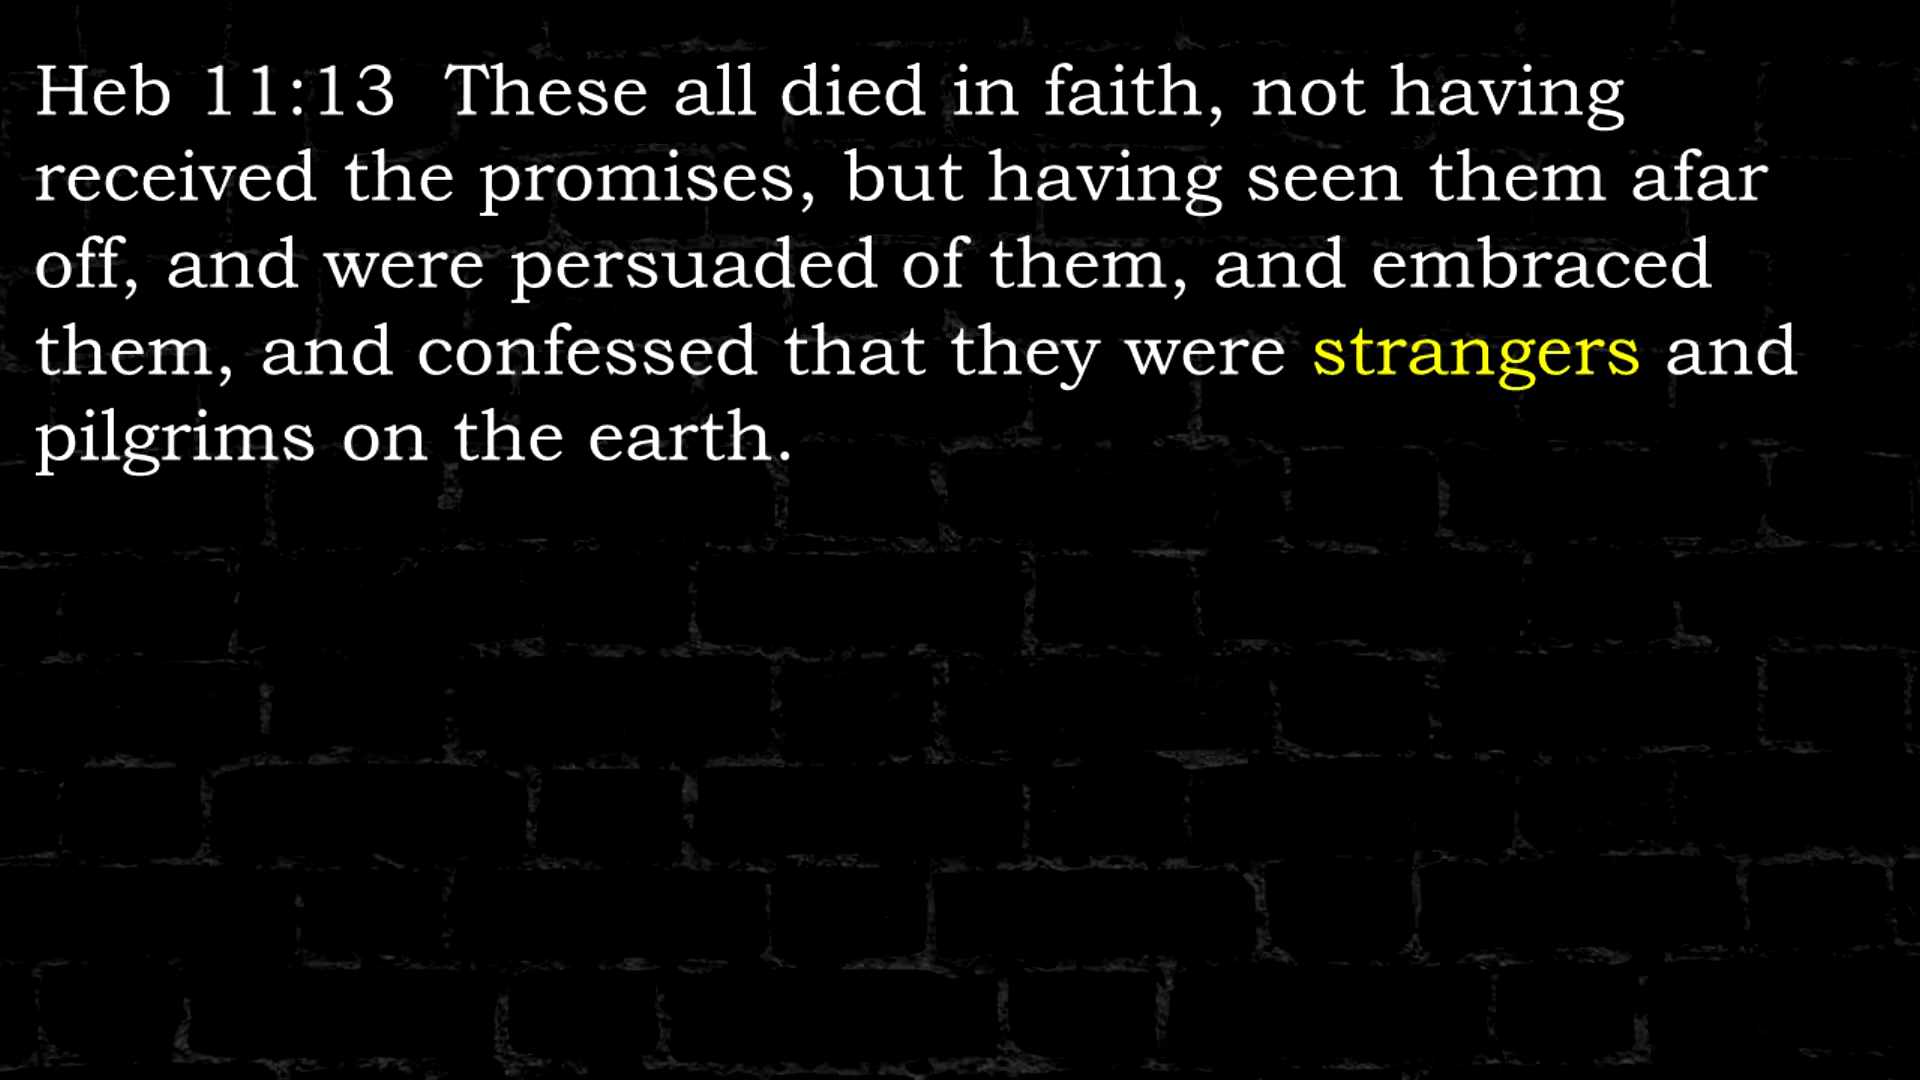 Heb 11:13  These all died in faith, not having
received the promises, but having seen them afar
off, and were persuaded of them, and embraced
them, and confessed that they were strangers and
pilgrims on the earth.